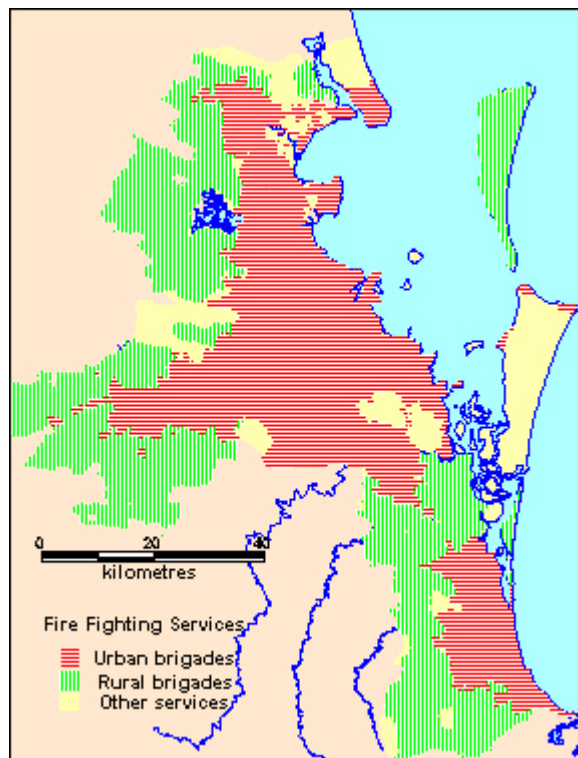 0 20 40
kilometres
Fire Fighting Services
Urban brigades
Rural brigades
Other services